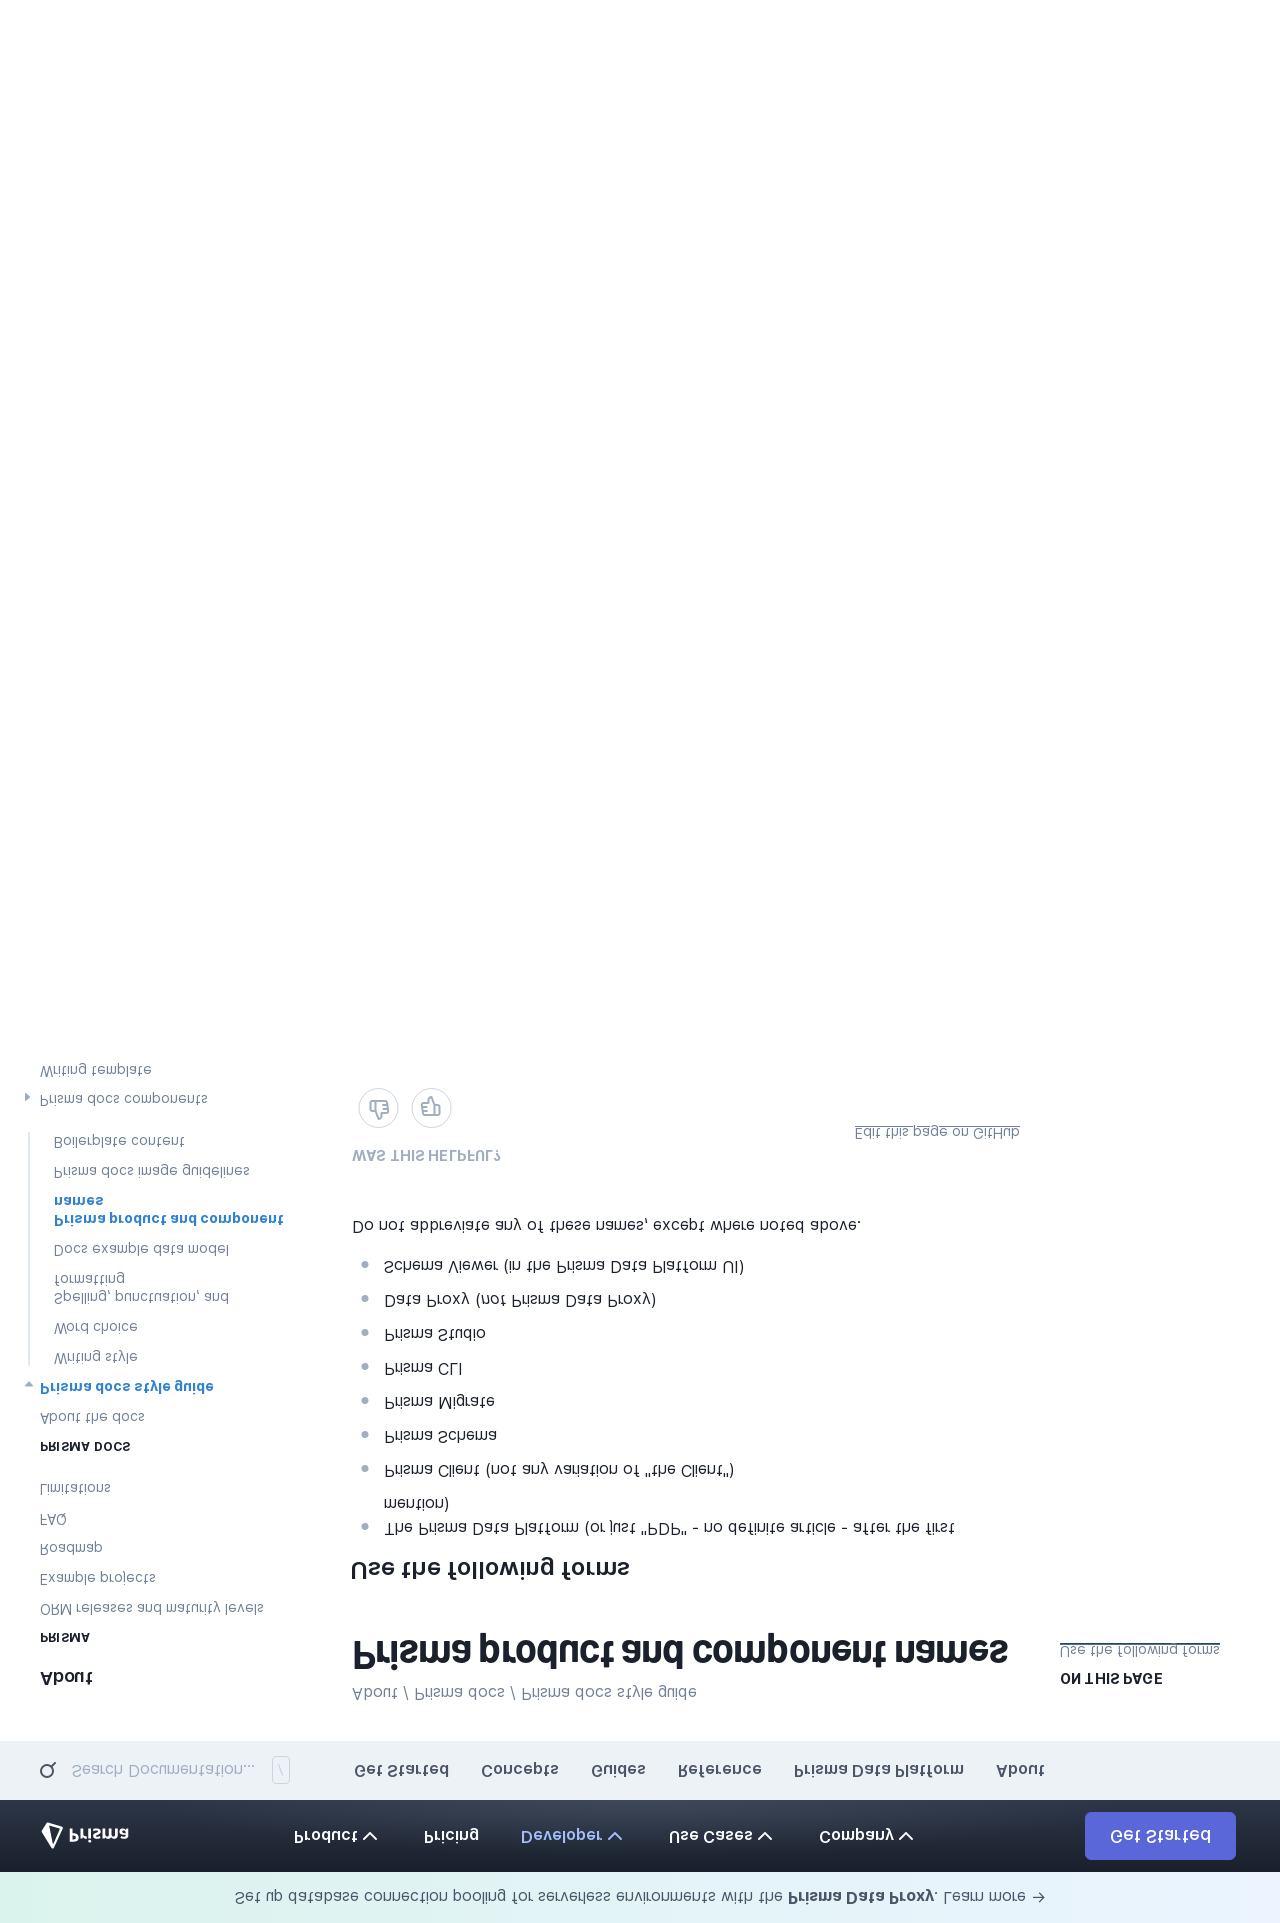 Set up database connection pooling for serverless environments with the Prisma Data Proxy. Learn more →
Prisma
Product
Pricing
Developer
Use Cases
Company
Get Started
Search Documentation...
/
Get Started
Concepts
Guides
Reference
Prisma Data Platform
About
About
PRISMA
ORM releases and maturity levels
Example projects
Roadmap
FAQ
Limitations
PRISMA DOCS
About the docs
Prisma docs style guide
Writing style
Word choice
Spelling, punctuation, and
formatting
Docs example data model
Prisma product and component
names
Prisma docs image guidelines
Boilerplate content
Prisma docs components
Writing template
About / Prisma docs / Prisma docs style guide
Prisma product and component names
Use the following forms
The Prisma Data Platform (or just "PDP" - no definite article - after the first
mention)
Prisma Client (not any variation of "the Client")
Prisma Schema
Prisma Migrate
Prisma CLI
Prisma Studio
Data Proxy (not Prisma Data Proxy)
Schema Viewer (in the Prisma Data Platform UI)
Do not abbreviate any of these names, except where noted above.
WAS THIS HELPFUL?
Edit this page on GitHub
ON THIS PAGE
Use the following forms